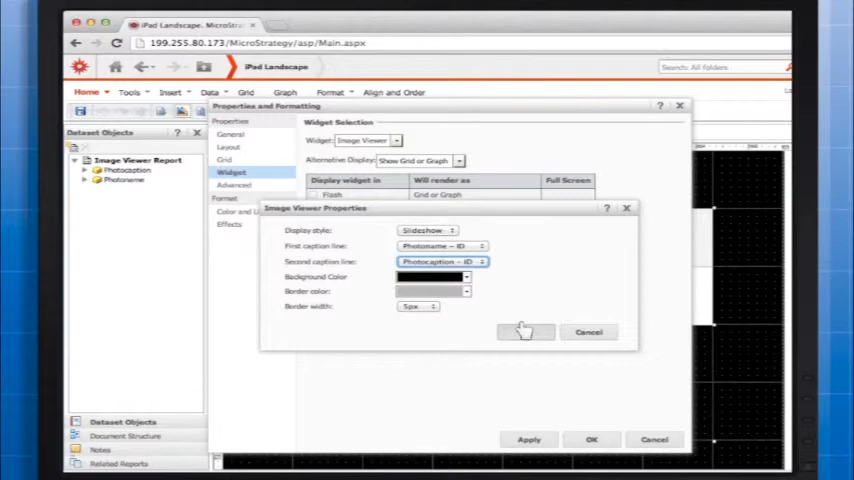 iPad Landscape. MicroStra
199.255.80.173/MicroStrategy/asp/Main.aspx
iPad Landscape
Search: All folders
Home Tools Insert Data Grid Graph Format Align and Order
Dataset Objects ?
Image Viewer Report
Photocaption
Photoname
Dataset Objects
Document Structure
Notes
Related Reports
Properties and Formatting ?
Properties
General
Layout
Grid
Widget
Advanced
Format
Color and L
Effects
Widget Selection
Widget: Image Viewer
Alternative Display: Show Grid or Graph
Display widget in Will render as Full Screen
Flash Grid or Graph
Image Viewer Properties ?
Display style: Slideshow
First caption line: Photoname – ID
Second caption line: Photocaption – ID
Background Color
Border color:
Border width: 5px
Cancel
Apply OK Cancel